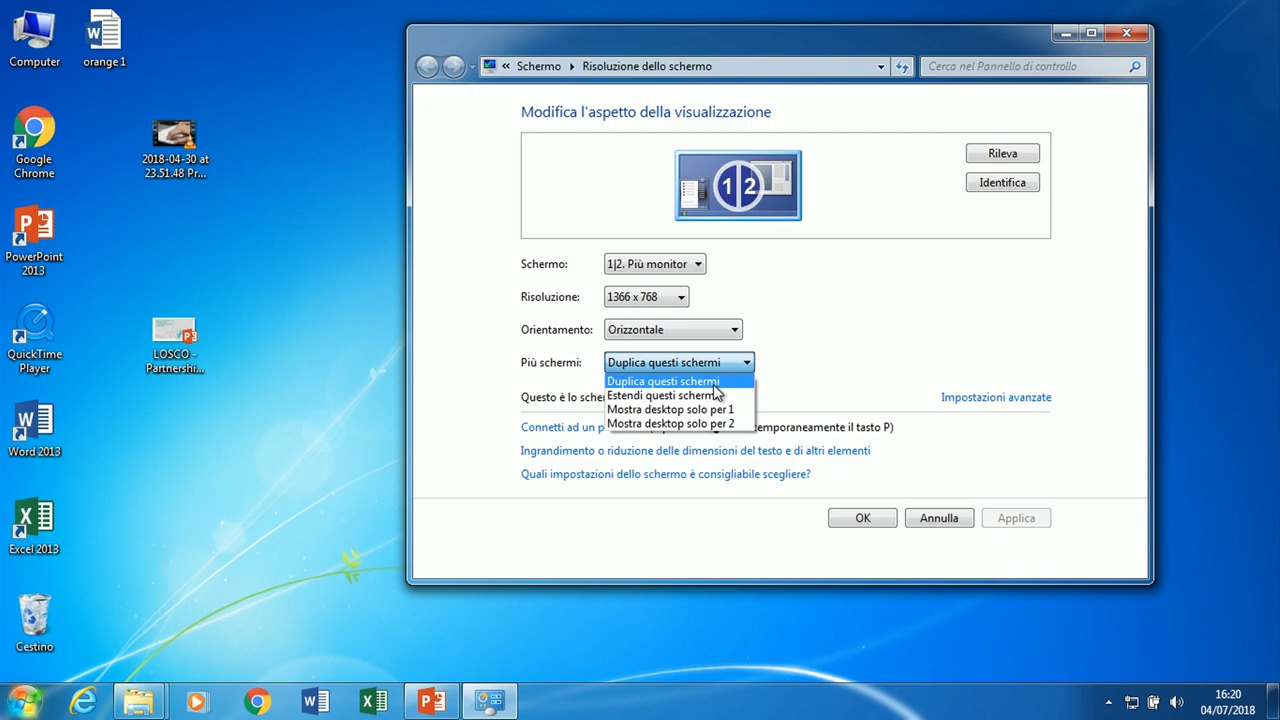 Computer
orange1
Google
Chrome
2018-04-30 at
23.51.48 Pr...
PowerPoint
2013
QuickTime
Player
LOSCO -
Partnershi...
Word 2013
Excel 2013
Cestino
« Schermo Risoluzione dello schermo
Cerca nel Pannello di controllo
Modifica l'aspetto della visualizzazione
1|2
Rileva
Identifica
Schermo: 1|2. Più monitor
Risoluzione: 1366 x 768
Orientamento: Orizzontale
Più schermi: Duplica questi schermi
Duplica questi schermi
Estendi questi scherm
Mostra desktop solo per 1
Mostra desktop solo per 2
Questo è lo scher
Impostazioni avanzate
Connetti ad un p
temporaneamente il tasto P)
Ingrandimento o riduzione delle dimensioni del testo e di altri elementi
Quali impostazioni dello schermo è consigliabile scegliere?
OK Annulla Applica
16:20
04/07/2018